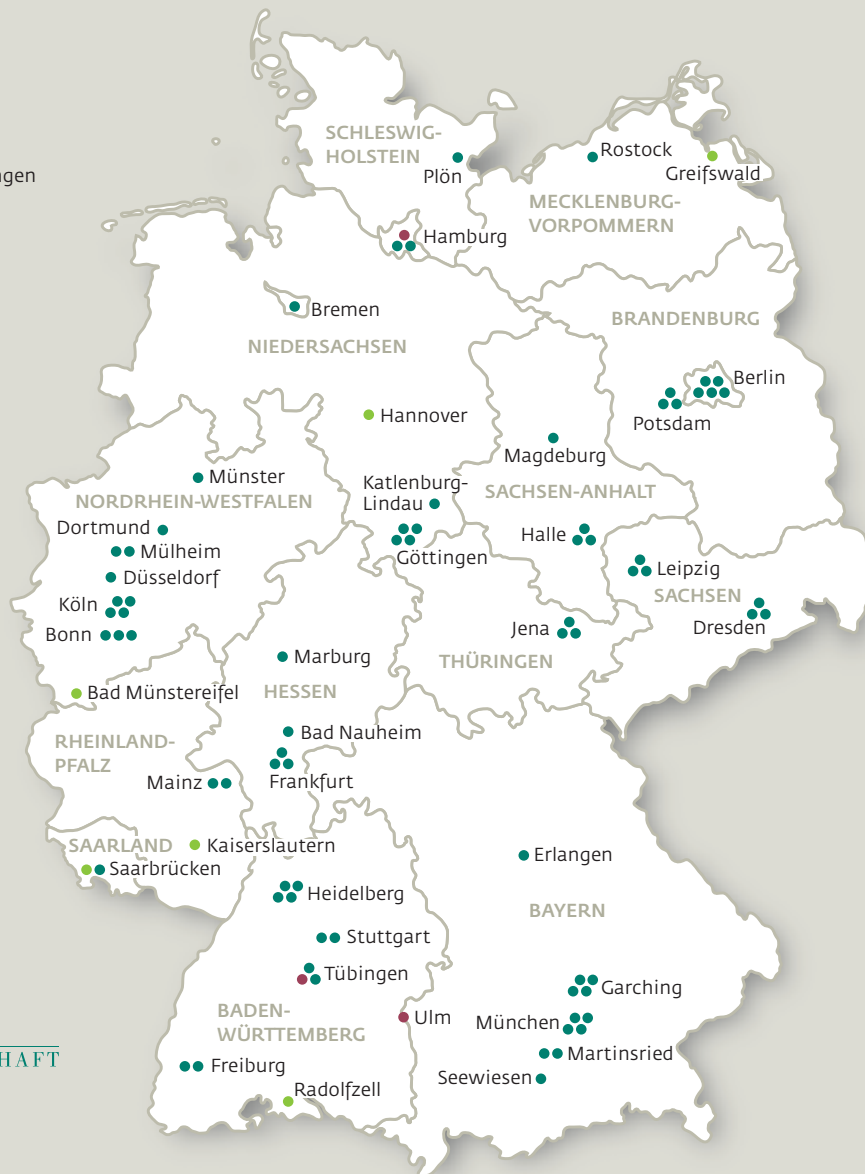 SCHLESWIG-
HOLSTEIN
Plön
Rostock
Greifswald
MECKLENBURG-
VORPOMMERN
Hamburg
Bremen
NIEDERSACHSEN
BRANDENBURG
Berlin
Potsdam
Hannover
Magdeburg
Münster
NORDRHEIN-WESTFALEN
Katlenburg-
Lindau
SACHSEN-ANHALT
Dortmund
Mülheim
Göttingen
Halle
Düsseldorf
Leipzig
Köln
SACHSEN
Bonn
Jena
Dresden
Marburg
THÜRINGEN
Bad Münstereifel
HESSEN
Bad Nauheim
RHEINLAND-
PFALZ
Mainz
Frankfurt
SAARLAND
Kaiserslautern
Saarbrücken
Erlangen
Heidelberg
BAYERN
Stuttgart
Tübingen
Garching
BADEN-
WÜRTTEMBERG
Ulm
München
Martinsried
Freiburg
Seewiesen
Radolfzell
gen
HAFT